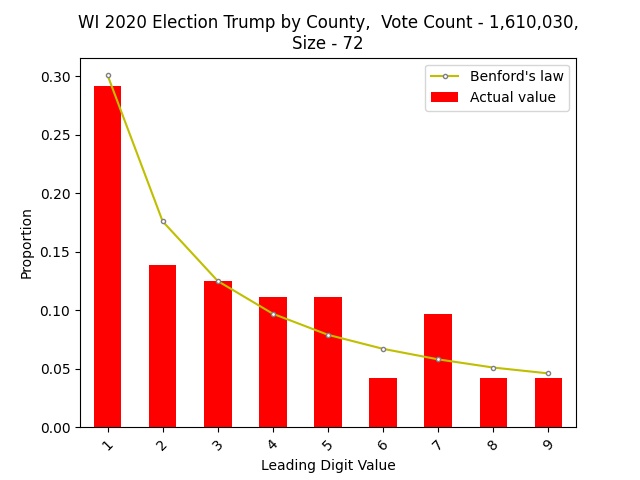 WI 2020 Election Trump by County,  Vote Count - 1,610,030,
Size - 72
Benford's law
Actual value
0.30
0.25
0.20
0.15
0.10
0.05
0.00
Proportion
1 2 3 4 5 6 7 8 9
Leading Digit Value